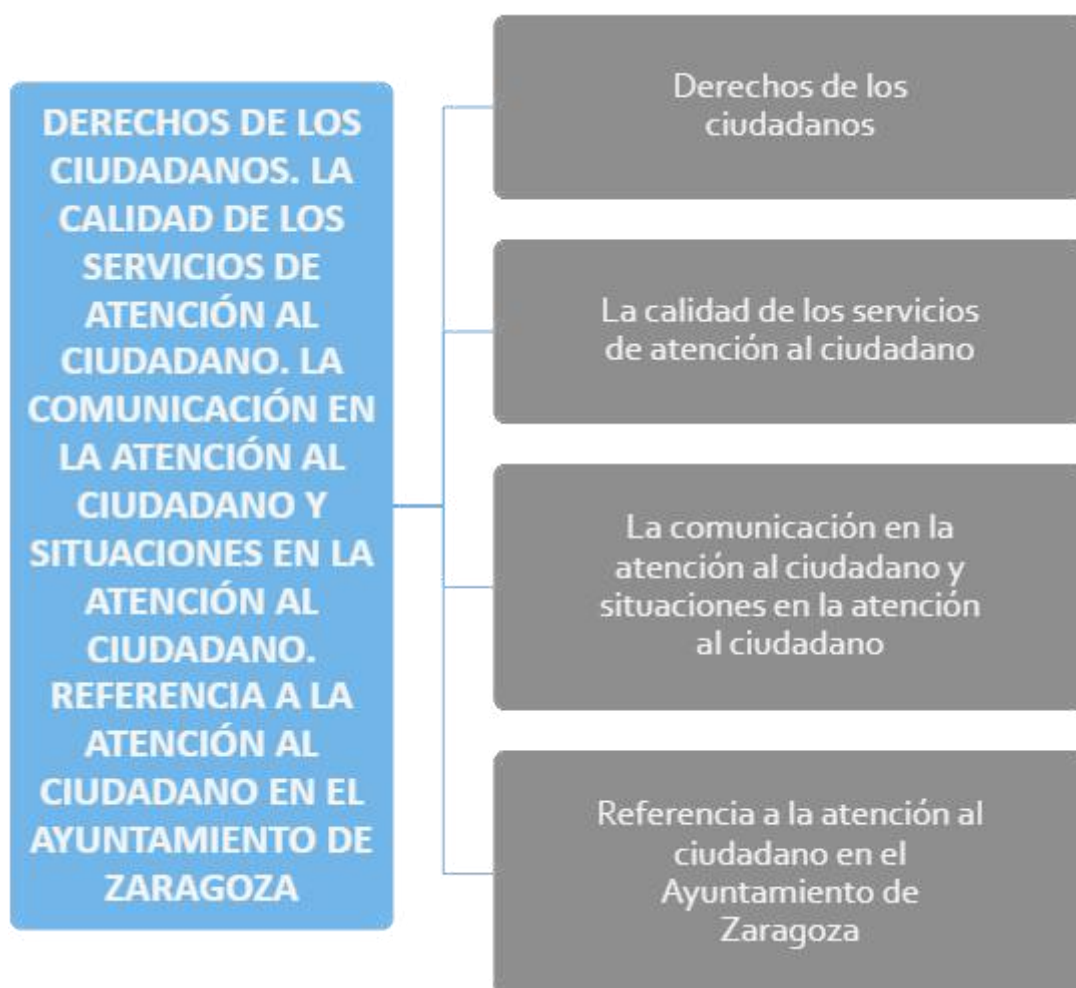 DERECHOS DE LOS
CIUDADANOS. LA
CALIDAD DE LOS
SERVICIOS DE
ATENCIÓN AL
CIUDADANO. LA
COMUNICACIÓN EN
LA ATENCIÓN AL
CIUDADANO Y
SITUACIONES EN LA
ATENCIÓN AL
CIUDADANO.
REFERENCIA A LA
ATENCIÓN AL
CIUDADANO EN EL
AYUNTAMIENTO DE
ZARAGOZA
Derechos de los
ciudadanos
La calidad de los servicios
de atención al ciudadano
La comunicación en la
atención al ciudadano y
situaciones en la atención
al ciudadano
Referencia a la atención al
ciudadano en el
Ayuntamiento de
Zaragoza